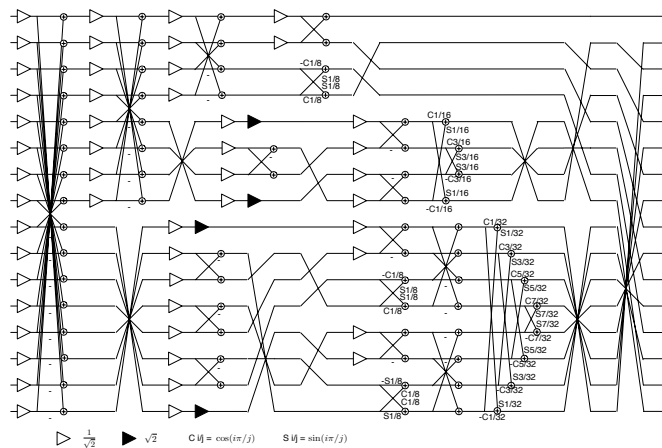 -C1/8
S1/8
S1/8
C1/8
C1/16
S1/16
C3/16
S3/16
S3/16
-C3/16
S1/16
-C1/16
C1/32
S1/32
C3/32
S3/32
-C1/8
S1/8
S1/8
C1/8
C5/32
S5/32
C7/32
S7/32
S7/32
-C7/32
S5/32
-C5/32
-S1/8
C1/8
C1/8
S1/8
S3/32
-C3/32
S1/32
-C1/32
1/√2 √2 C i/j = cos(iπ/j) S i/j = sin(iπ/j)